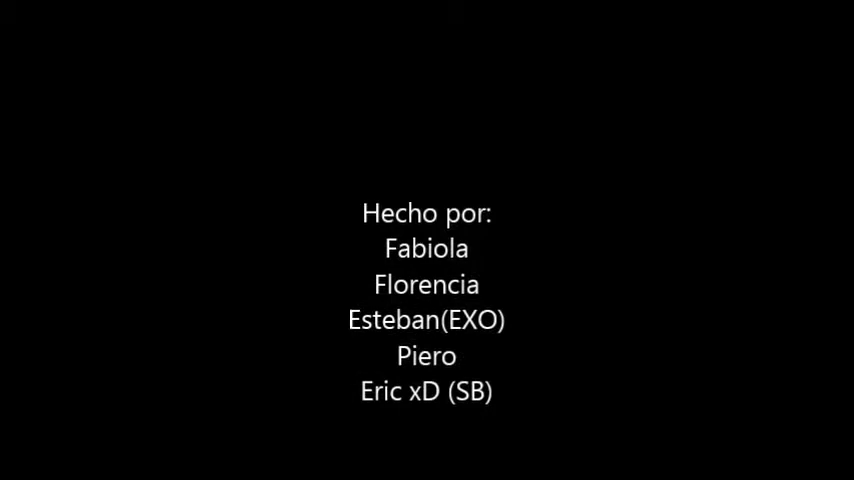 Hecho por:
Fabiola
Florencia
Esteban(EXO)
Piero
Eric xD (SB)